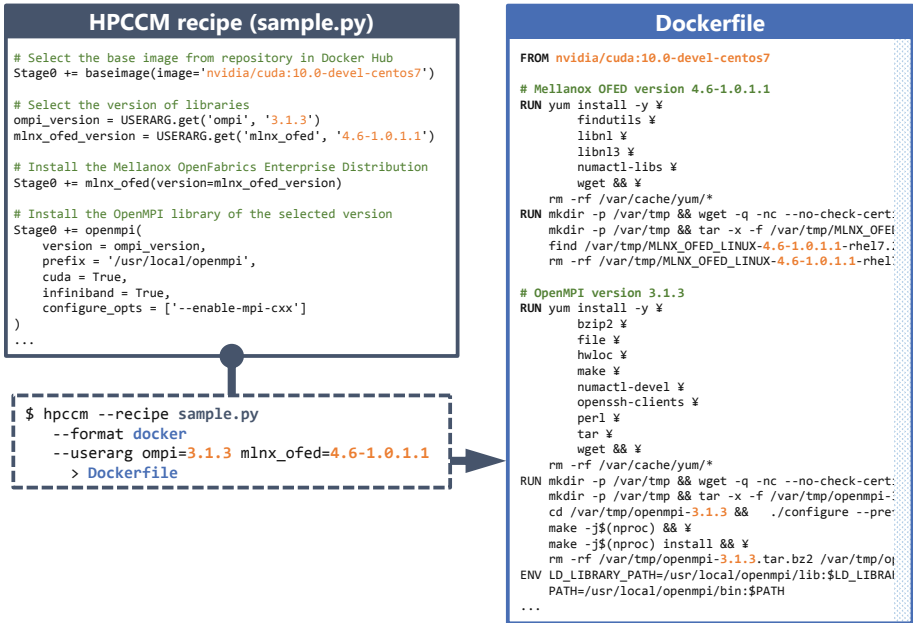 HPCCM recipe (sample.py)
# Select the base image from repository in Docker Hub
Stage0 += baseimage(image='nvidia/cuda:10.0-devel-centos7')
# Select the version of libraries
ompi_version = USERARG.get('ompi', '3.1.3')
mlnx_ofed_version = USERARG.get('mlnx_ofed', '4.6-1.0.1.1')
# Install the Mellanox OpenFabrics Enterprise Distribution
Stage0 += mlnx_ofed(version=mlnx_ofed_version)
# Install the OpenMPI library of the selected version
Stage0 += openmpi(
    version = ompi_version,
    prefix = '/usr/local/openmpi',
    cuda = True,
    infiniband = True,
    configure_opts = ['--enable-mpi-cxx']
)
...
$ hpccm --recipe sample.py
    --format docker
    --userarg ompi=3.1.3 mlnx_ofed=4.6-1.0.1.1
      > Dockerfile
Dockerfile
FROM nvidia/cuda:10.0-devel-centos7
# Mellanox OFED version 4.6-1.0.1.1
RUN yum install -y ¥
        findutils ¥
        libnl ¥
        libnl3 ¥
        numactl-libs ¥
        wget && ¥
    rm -rf /var/cache/yum/*
RUN mkdir -p /var/tmp && wget -q -nc --no-check-certi
    mkdir -p /var/tmp && tar -x -f /var/tmp/MLNX_OFED
    find /var/tmp/MLNX_OFED_LINUX-4.6-1.0.1.1-rhel7.
    rm -rf /var/tmp/MLNX_OFED_LINUX-4.6-1.0.1.1-rhel
# OpenMPI version 3.1.3
RUN yum install -y ¥
        bzip2 ¥
        file ¥
        hwloc ¥
        make ¥
        numactl-devel ¥
        openssh-clients ¥
        perl ¥
        tar ¥
        wget && ¥
    rm -rf /var/cache/yum/*
RUN mkdir -p /var/tmp && wget -q -nc --no-check-certi
    mkdir -p /var/tmp && tar -x -f /var/tmp/openmpi-
    cd /var/tmp/openmpi-3.1.3 &&   ./configure --pre
    make -j$(nproc) && ¥
    make -j$(nproc) install && ¥
    rm -rf /var/tmp/openmpi-3.1.3.tar.bz2 /var/tmp/op
ENV LD_LIBRARY_PATH=/usr/local/openmpi/lib:$LD_LIBRA
    PATH=/usr/local/openmpi/bin:$PATH
...